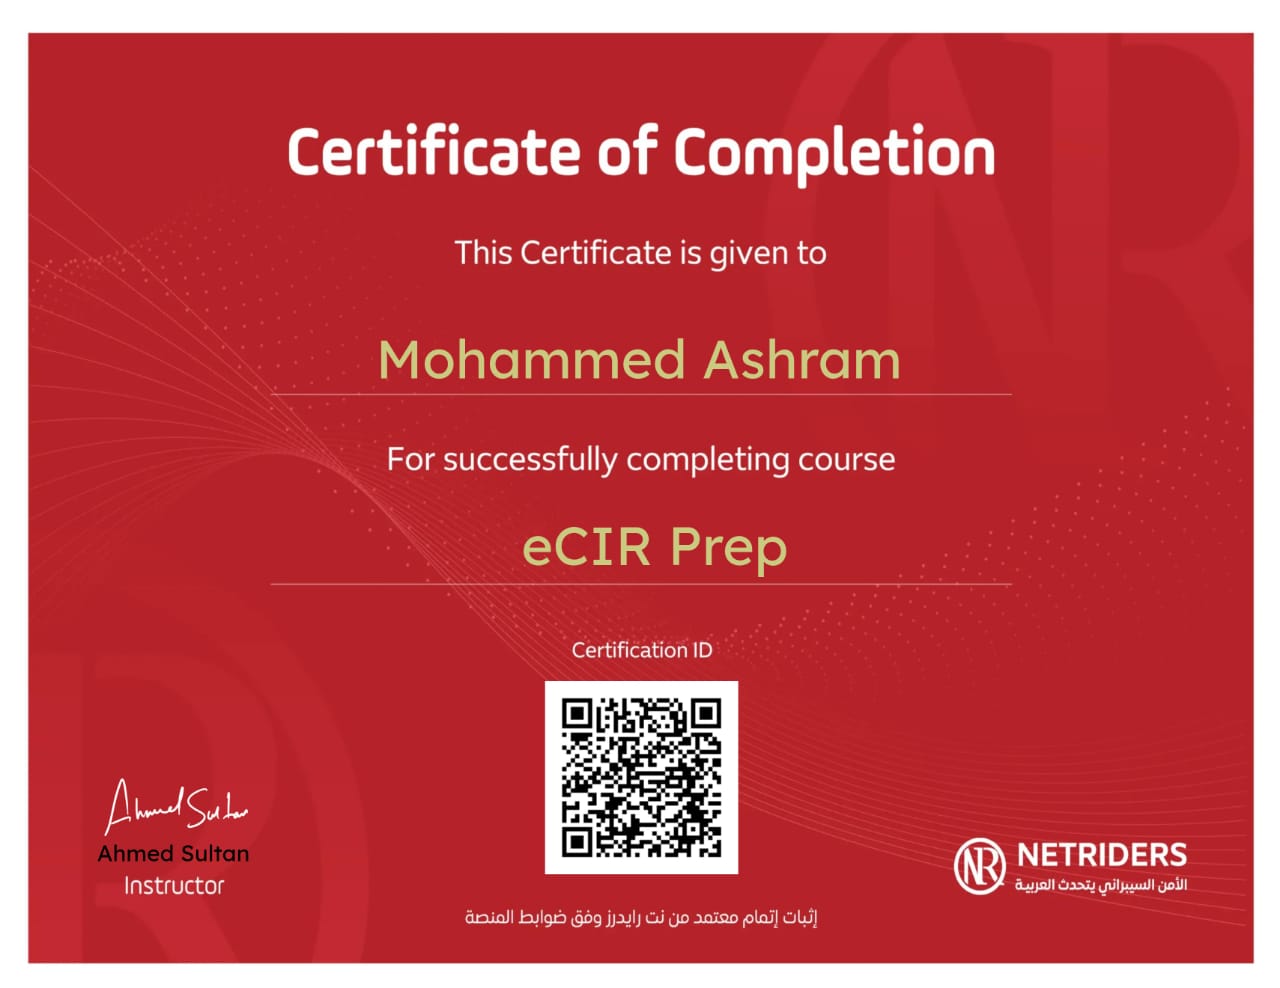 Certificate of Completion
This Certificate is given to
Mohammed Ashram
For successfully completing course
eCIR Prep
Certification ID
Ahmed Sultan
Ahmed Sultan
Instructor
NR NETRIDERS
الأمن السيبراني يتحدث العربية
إثبات إتمام معتمد من نت رايدرز وفق ضوابط المنصة